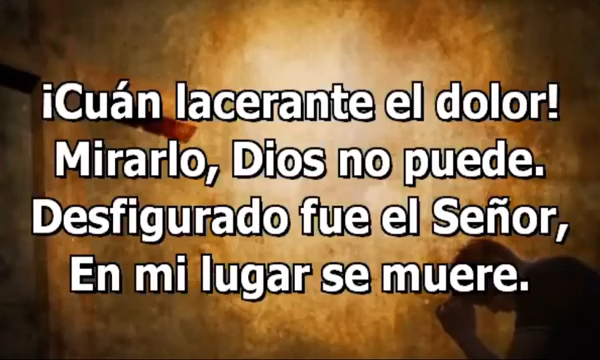 ¡Cuán lacerante el dolor!
Mirarlo, Dios no puede.
Desfigurado fue el Señor,
En mi lugar se muere.